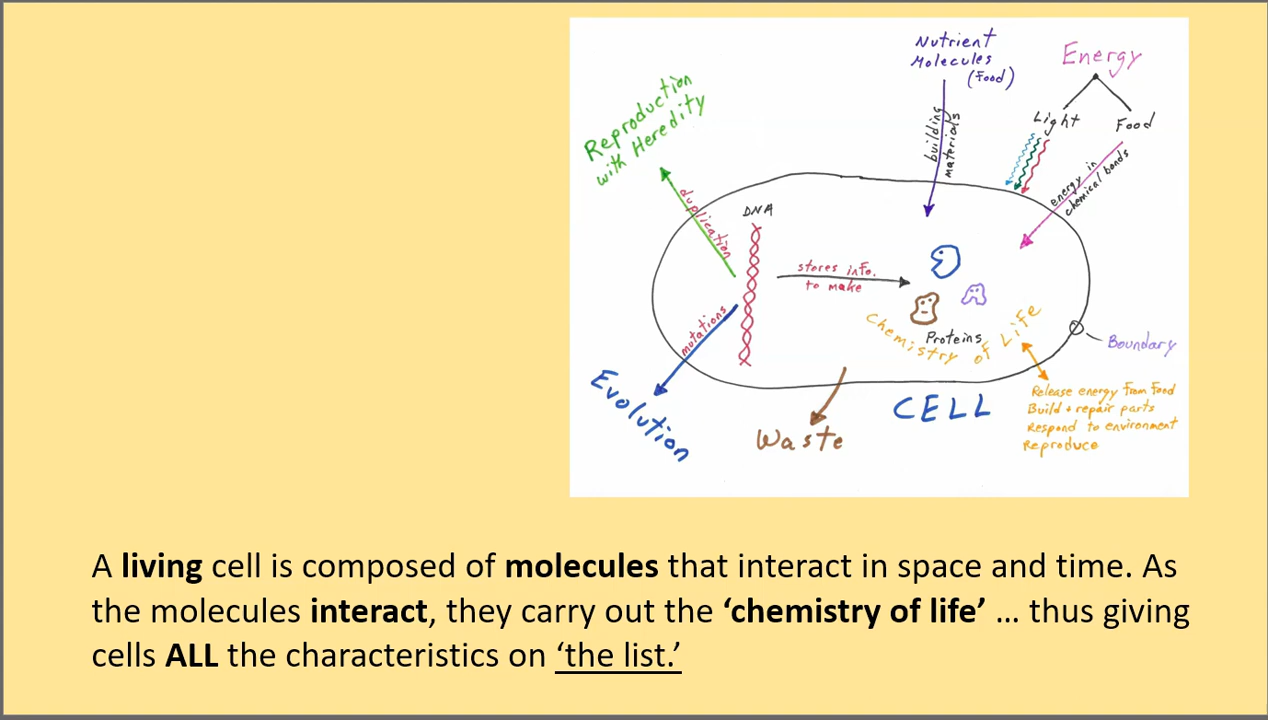 Nutrient
Molecules
(Food)
building
materials
Energy
Light
Food
energy in
chemical bonds
Reproduction
with Heredity
duplication
DNA
stores info.
to make
mutations
Evolution
Proteins
Chemistry of Life
Boundary
Release energy from Food
Build + repair parts
Respond to environment
Reproduce
CELL
Waste
A living cell is composed of molecules that interact in space and time. As
the molecules interact, they carry out the ‘chemistry of life’ … thus giving
cells ALL the characteristics on ‘the list.’